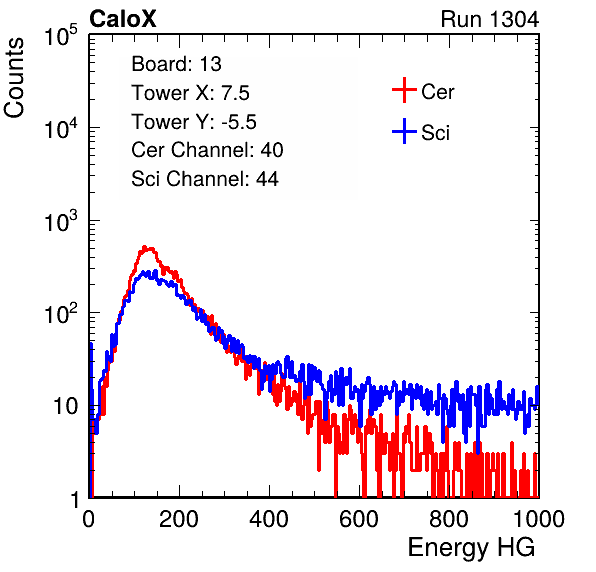 CaloX Run 1304
Counts
Board: 13
Tower X: 7.5
Tower Y: -5.5
Cer Channel: 40
Sci Channel: 44
Cer
Sci
10^5
10^4
10^3
10^2
10
1
0 200 400 600 800 1000
Energy HG